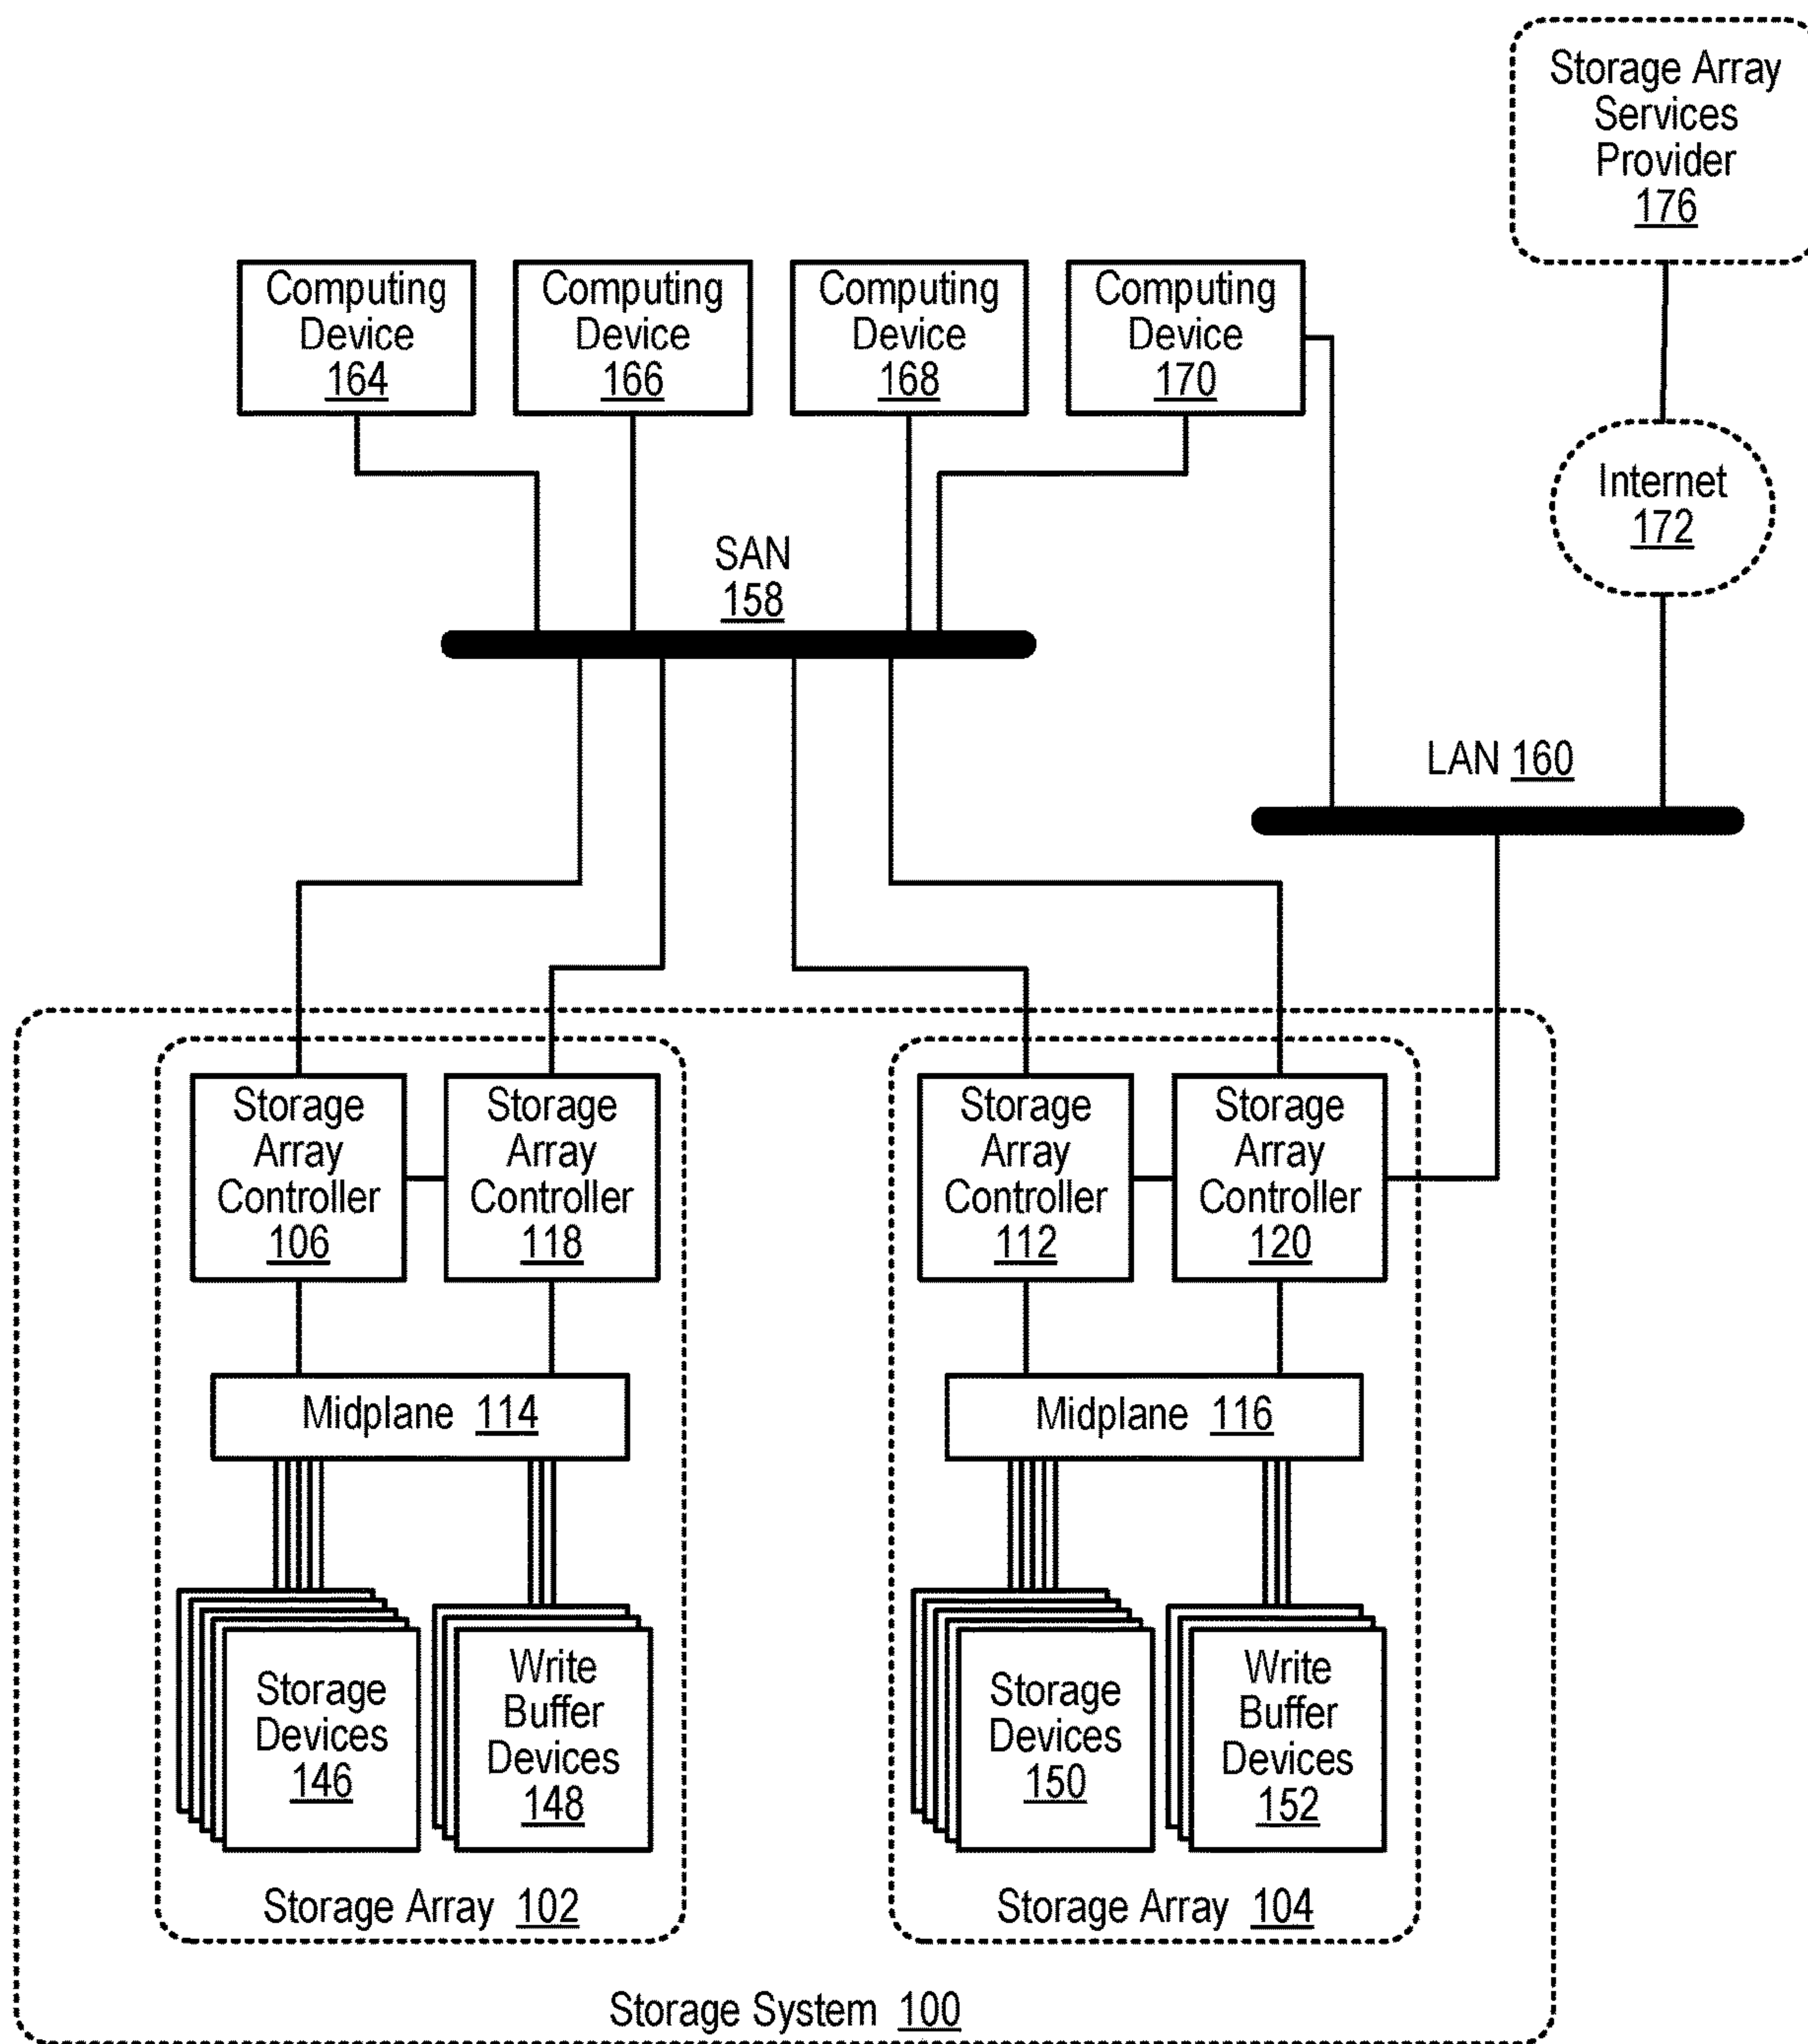 Storage Array
Services
Provider
176
Computing
Device
164
Computing
Device
166
Computing
Device
168
Computing
Device
170
Internet
172
SAN
158
LAN 160
Storage
Array
Controller
106
Storage
Array
Controller
118
Storage
Array
Controller
112
Storage
Array
Controller
120
Midplane 114
Midplane 116
Storage
Devices
146
Write
Buffer
Devices
148
Storage
Devices
150
Write
Buffer
Devices
152
Storage Array 102
Storage Array 104
Storage System 100